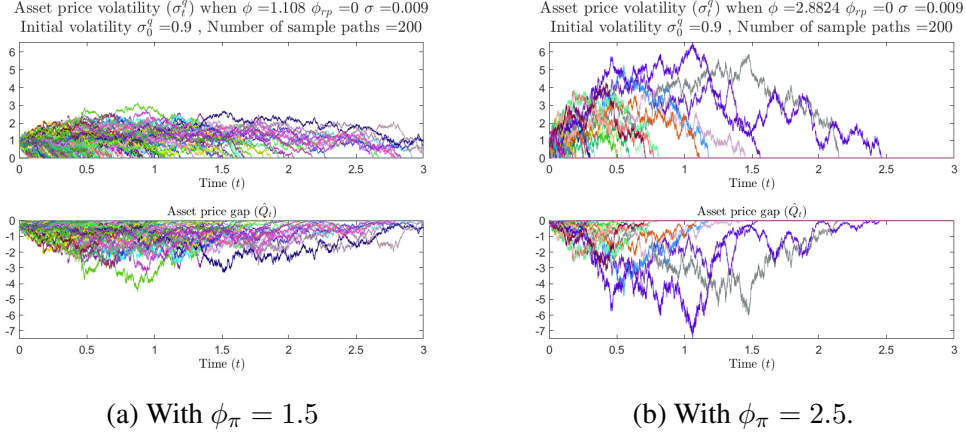 Asset price volatility (σ_t^q) when ϕ =1.108 ϕ_rp =0 σ =0.009
Initial volatility σ_0^q =0.9 , Number of sample paths =200
6
5
4
3
2
1
0
0 0.5 1 1.5 2 2.5 3
Time (t)
Asset price gap (Q̂_t)
0
-1
-2
-3
-4
-5
-6
-7
0 0.5 1 1.5 2 2.5 3
Time (t)
(a) With ϕ_π = 1.5
Asset price volatility (σ_t^q) when ϕ =2.8824 ϕ_rp =0 σ =0.009
Initial volatility σ_0^q =0.9 , Number of sample paths =200
6
5
4
3
2
1
0
0 0.5 1 1.5 2 2.5 3
Time (t)
Asset price gap (Q̂_t)
0
-1
-2
-3
-4
-5
-6
-7
0 0.5 1 1.5 2 2.5 3
Time (t)
(b) With ϕ_π = 2.5.